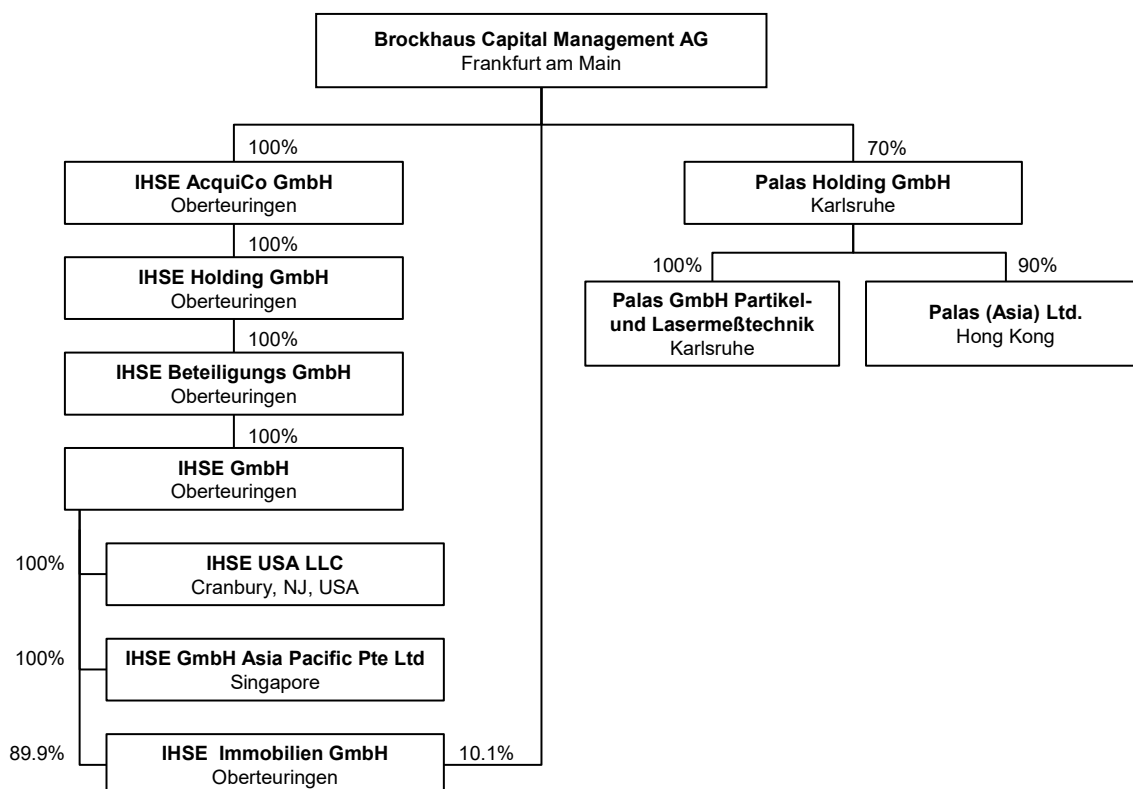 Brockhaus Capital Management AG
Frankfurt am Main
100%
IHSE AcquiCo GmbH
Oberteuringen
100%
IHSE Holding GmbH
Oberteuringen
100%
IHSE Beteiligungs GmbH
Oberteuringen
100%
IHSE GmbH
Oberteuringen
100%
IHSE USA LLC
Cranbury, NJ, USA
100%
IHSE GmbH Asia Pacific Pte Ltd
Singapore
89.9%
IHSE Immobilien GmbH
Oberteuringen
10.1%
70%
Palas Holding GmbH
Karlsruhe
100%
Palas GmbH Partikel-
und Lasermeßtechnik
Karlsruhe
90%
Palas (Asia) Ltd.
Hong Kong